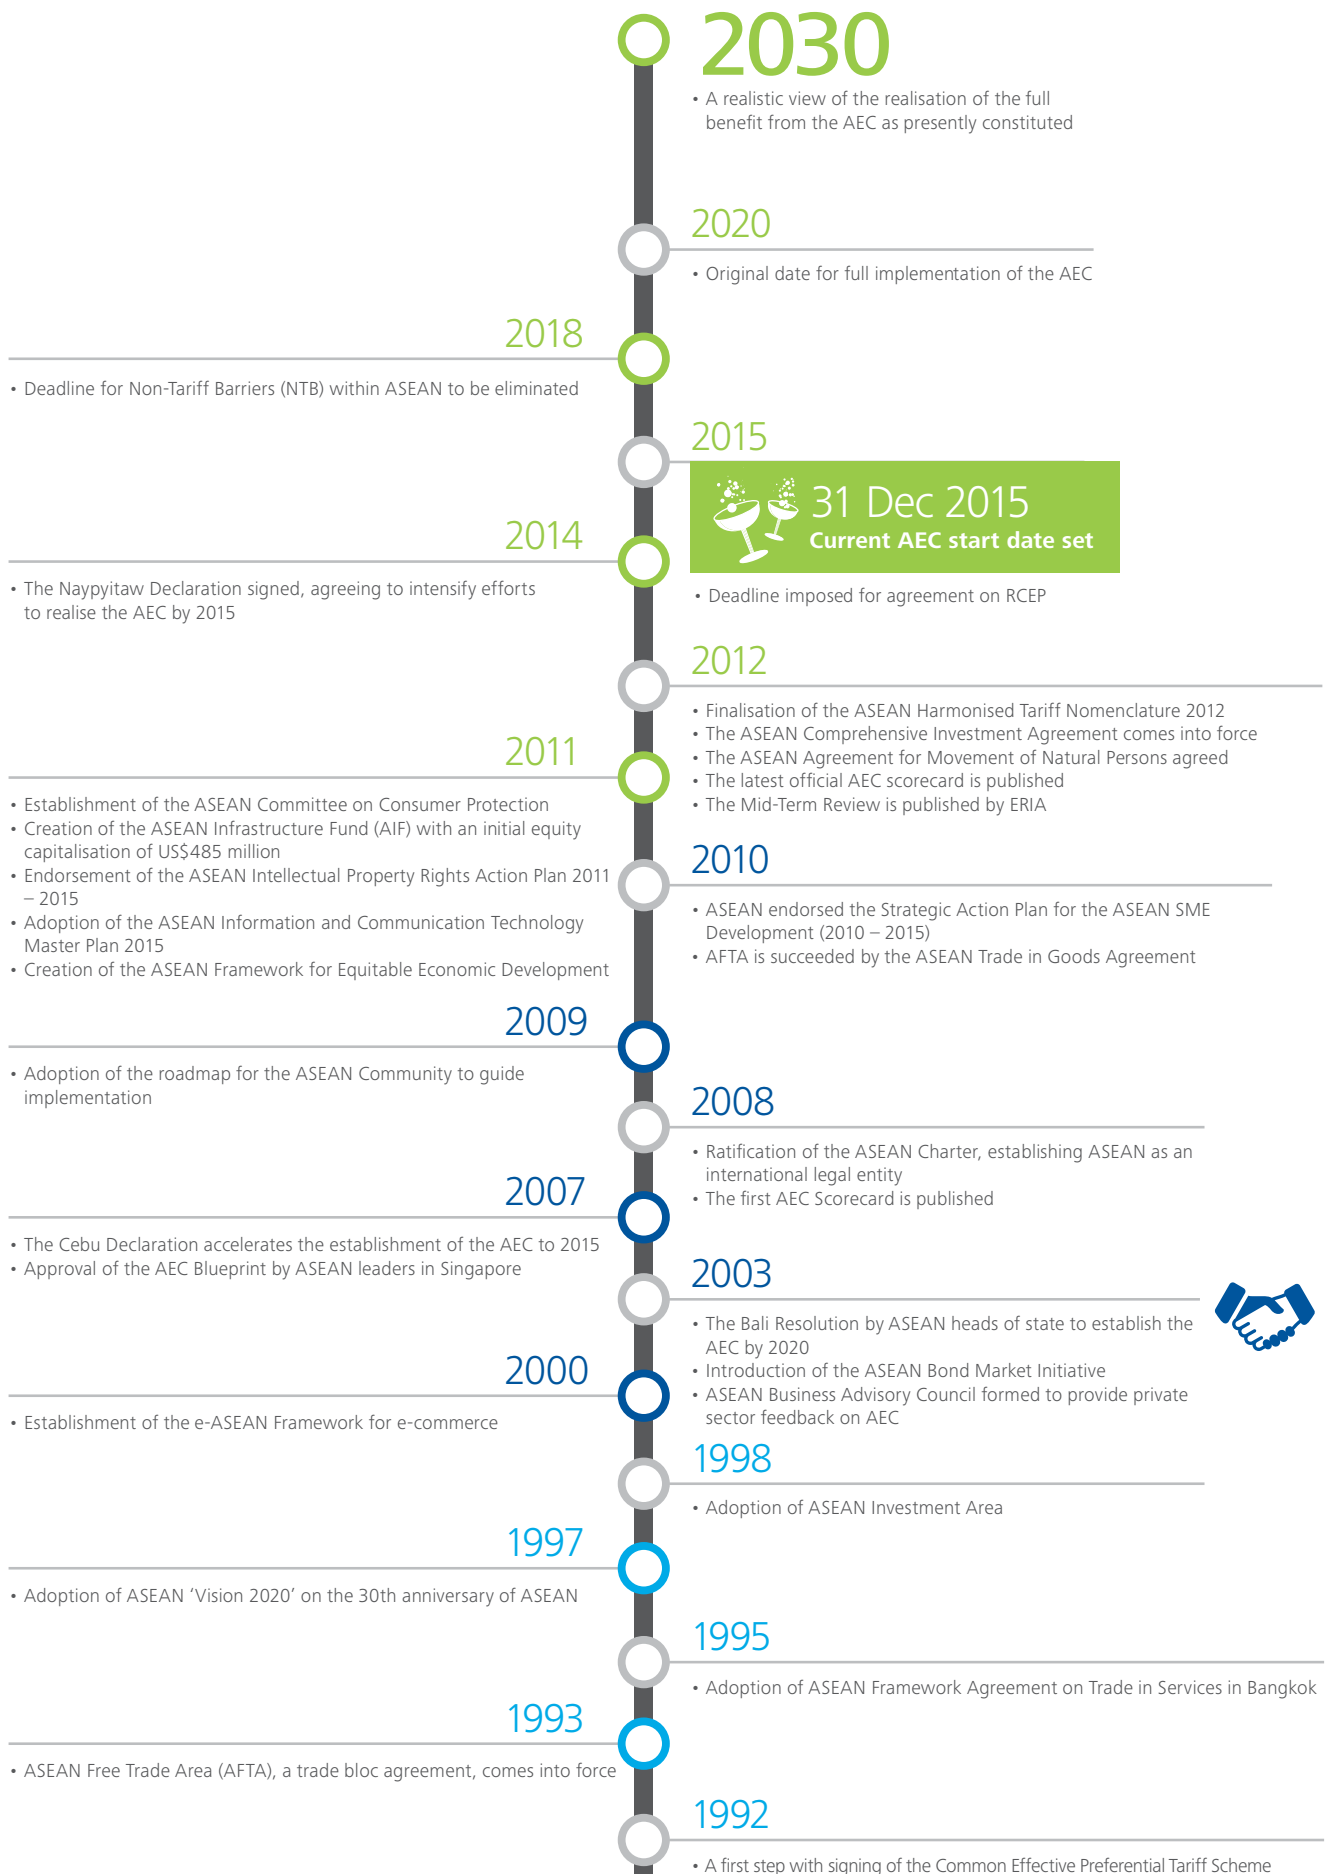 2030
• A realistic view of the realisation of the full
benefit from the AEC as presently constituted
2020
• Original date for full implementation of the AEC
2018
• Deadline for Non-Tariff Barriers (NTB) within ASEAN to be eliminated
2015
31 Dec 2015
Current AEC start date set
• Deadline imposed for agreement on RCEP
2014
• The Naypyitaw Declaration signed, agreeing to intensify efforts
to realise the AEC by 2015
2012
• Finalisation of the ASEAN Harmonised Tariff Nomenclature 2012
• The ASEAN Comprehensive Investment Agreement comes into force
• The ASEAN Agreement for Movement of Natural Persons agreed
• The latest official AEC scorecard is published
• The Mid-Term Review is published by ERIA
2011
• Establishment of the ASEAN Committee on Consumer Protection
• Creation of the ASEAN Infrastructure Fund (AIF) with an initial equity
capitalisation of US$485 million
• Endorsement of the ASEAN Intellectual Property Rights Action Plan 2011
– 2015
• Adoption of the ASEAN Information and Communication Technology
Master Plan 2015
• Creation of the ASEAN Framework for Equitable Economic Development
2010
• ASEAN endorsed the Strategic Action Plan for the ASEAN SME
Development (2010 – 2015)
• AFTA is succeeded by the ASEAN Trade in Goods Agreement
2009
• Adoption of the roadmap for the ASEAN Community to guide
implementation
2008
• Ratification of the ASEAN Charter, establishing ASEAN as an
international legal entity
• The first AEC Scorecard is published
2007
• The Cebu Declaration accelerates the establishment of the AEC to 2015
• Approval of the AEC Blueprint by ASEAN leaders in Singapore
2003
• The Bali Resolution by ASEAN heads of state to establish the
AEC by 2020
• Introduction of the ASEAN Bond Market Initiative
• ASEAN Business Advisory Council formed to provide private
sector feedback on AEC
2000
• Establishment of the e-ASEAN Framework for e-commerce
1998
• Adoption of ASEAN Investment Area
1997
• Adoption of ASEAN ‘Vision 2020’ on the 30th anniversary of ASEAN
1995
• Adoption of ASEAN Framework Agreement on Trade in Services in Bangkok
1993
• ASEAN Free Trade Area (AFTA), a trade bloc agreement, comes into force
1992
• A first step with signing of the Common Effective Preferential Tariff Scheme